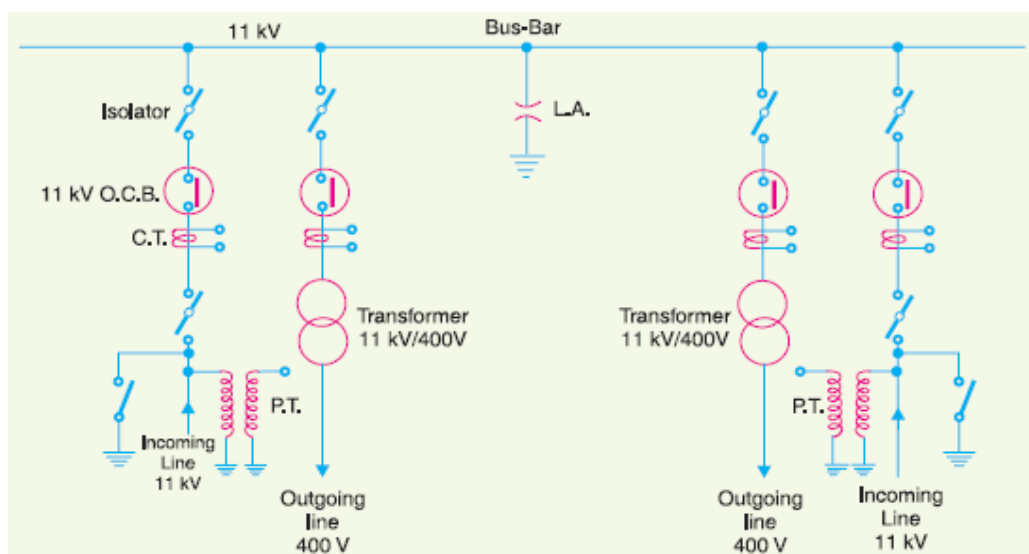 11 kV
Bus-Bar
Isolator
L.A.
11 kV O.C.B.
C.T.
Transformer
11 kV/400V
Transformer
11 kV/400V
P.T.
P.T.
Incoming
Line
11 kV
Outgoing
line
400 V
Outgoing
line
400 V
Incoming
Line
11 kV